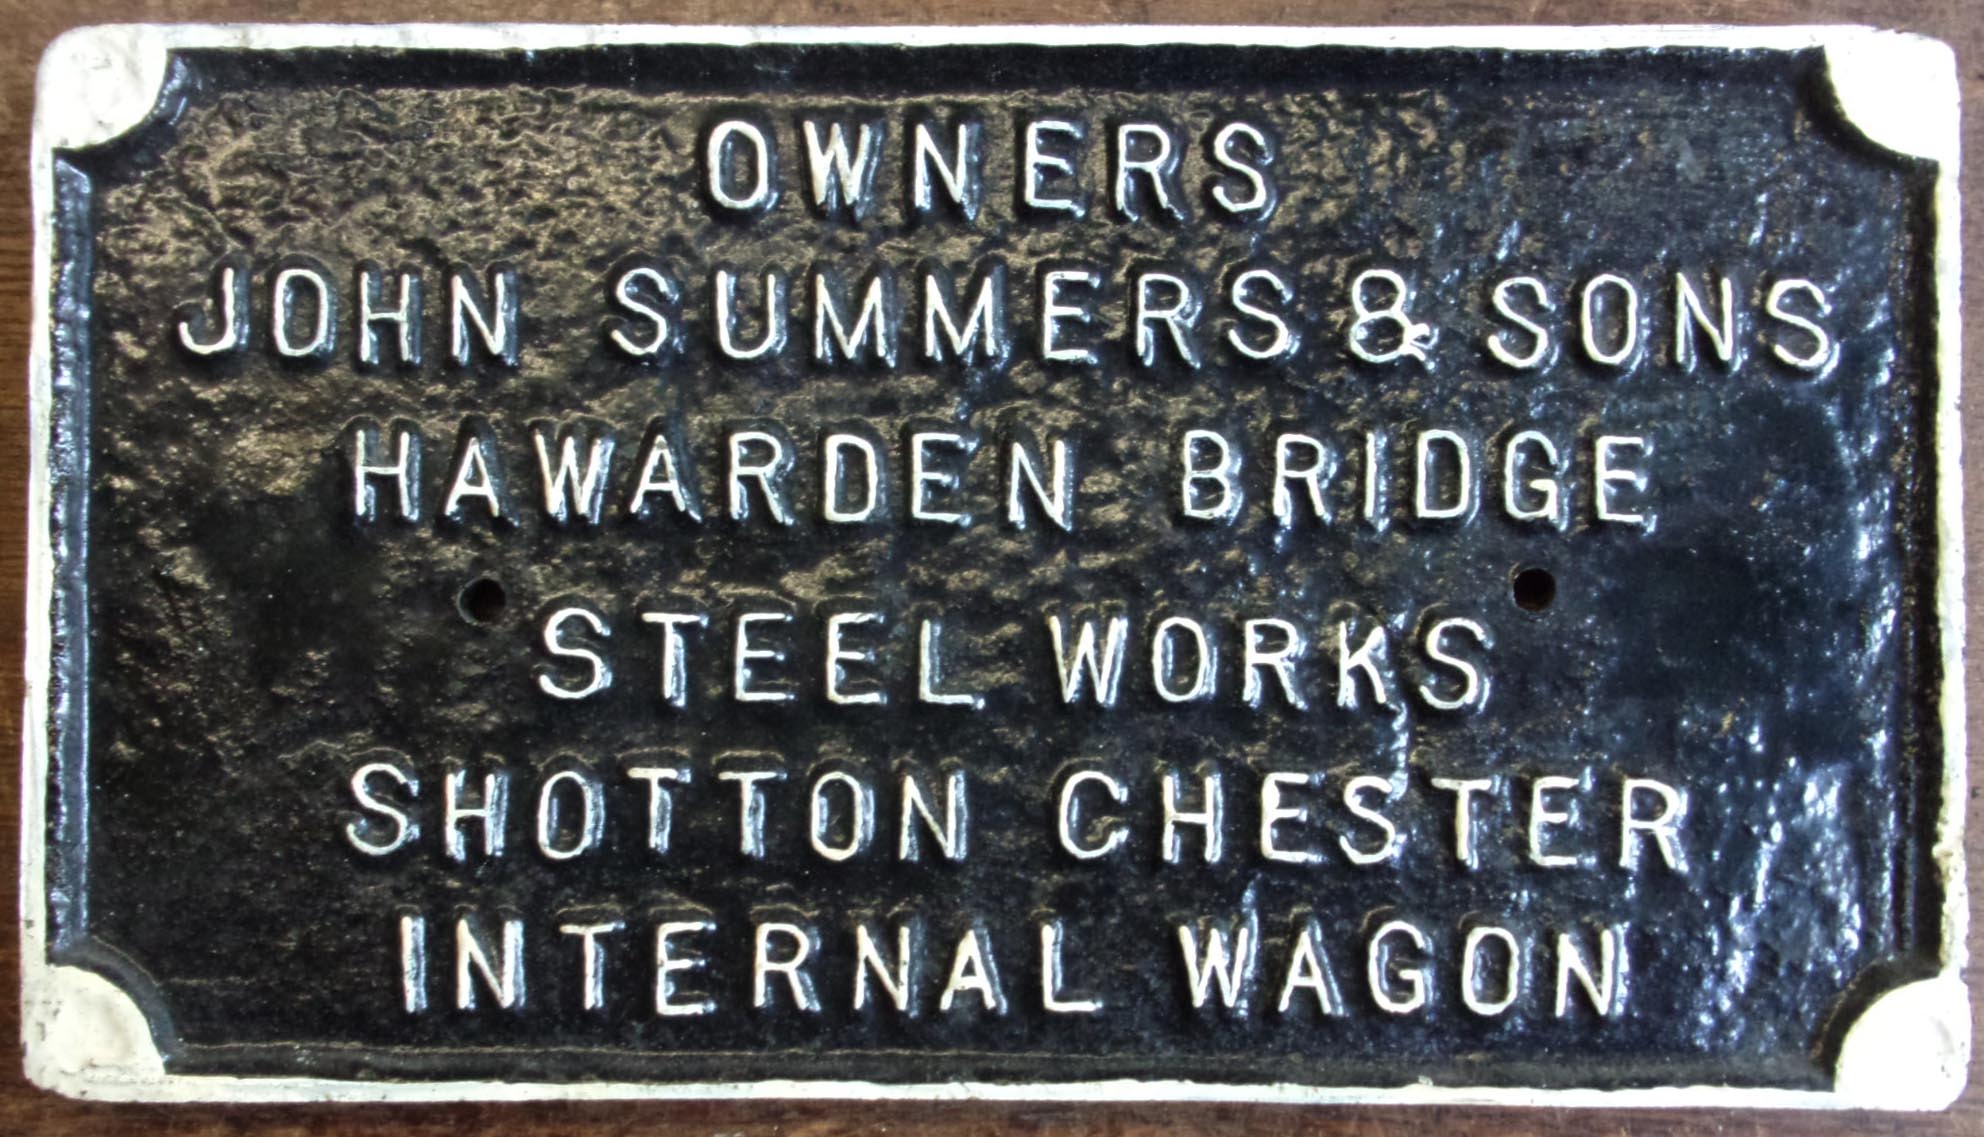 OWNERS
JOHN SUMMERS & SONS
HAWARDEN BRIDGE
STEEL WORKS
SHOTTON CHESTER
INTERNAL WAGON